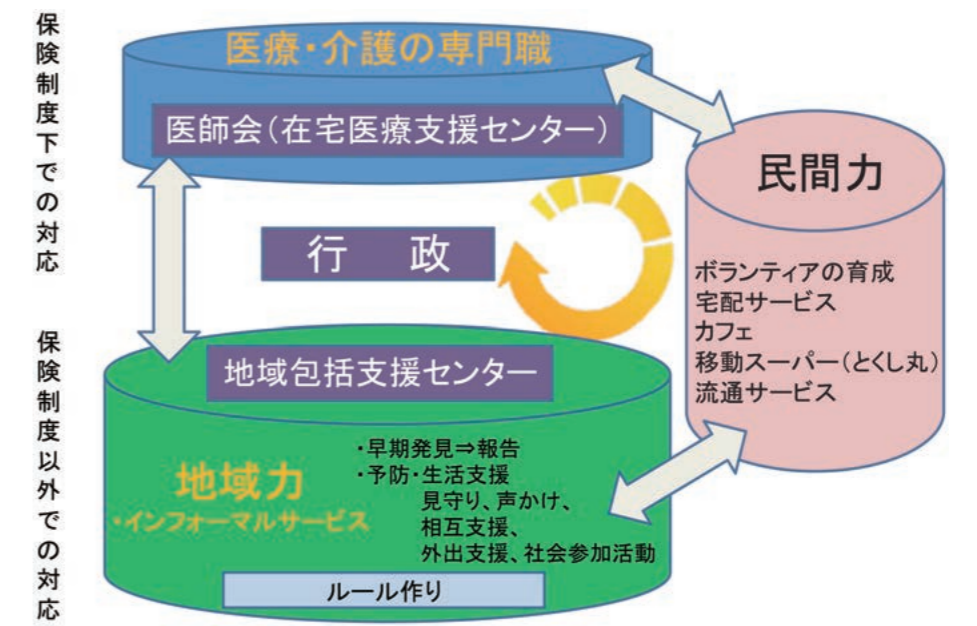 保険制度下での対応
医療・介護の専門職
医師会(在宅医療支援センター)
行 政
民間力
ボランティアの育成
宅配サービス
カフェ
移動スーパー(とくし丸)
流通サービス
保険制度以外での対応
地域包括支援センター
地域力
・インフォーマルサービス
・早期発見⇒報告
・予防・生活支援
見守り、声かけ、
相互支援、
外出支援、社会参加活動
ルール作り